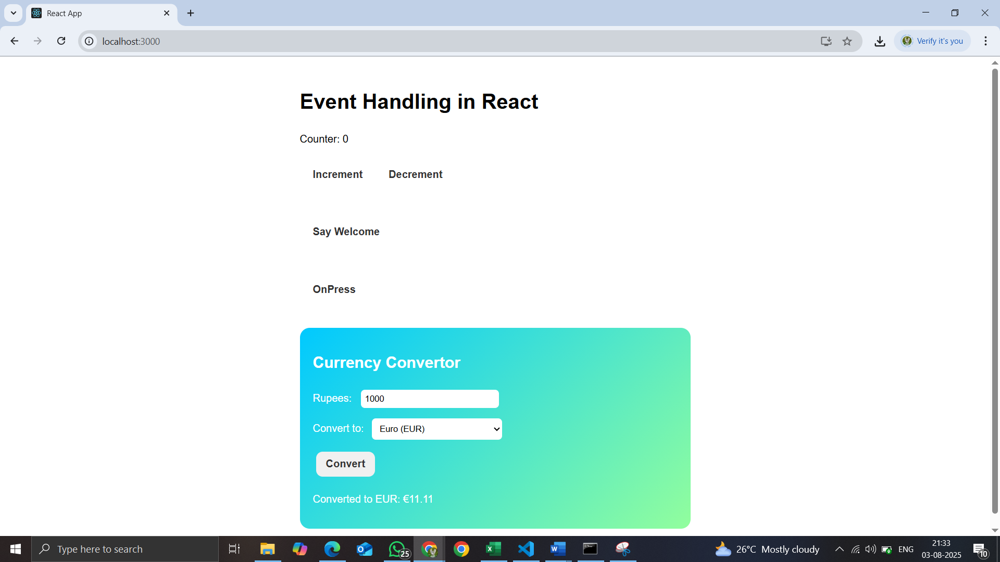 React App
localhost:3000
Verify it's you
Event Handling in React
Counter: 0
Increment Decrement
Say Welcome
OnPress
Currency Convertor
Rupees: 1000
Convert to: Euro (EUR)
Convert
Converted to EUR: €11.11
Type here to search
25
26°C Mostly cloudy
ENG
21:33
03-08-2025
10